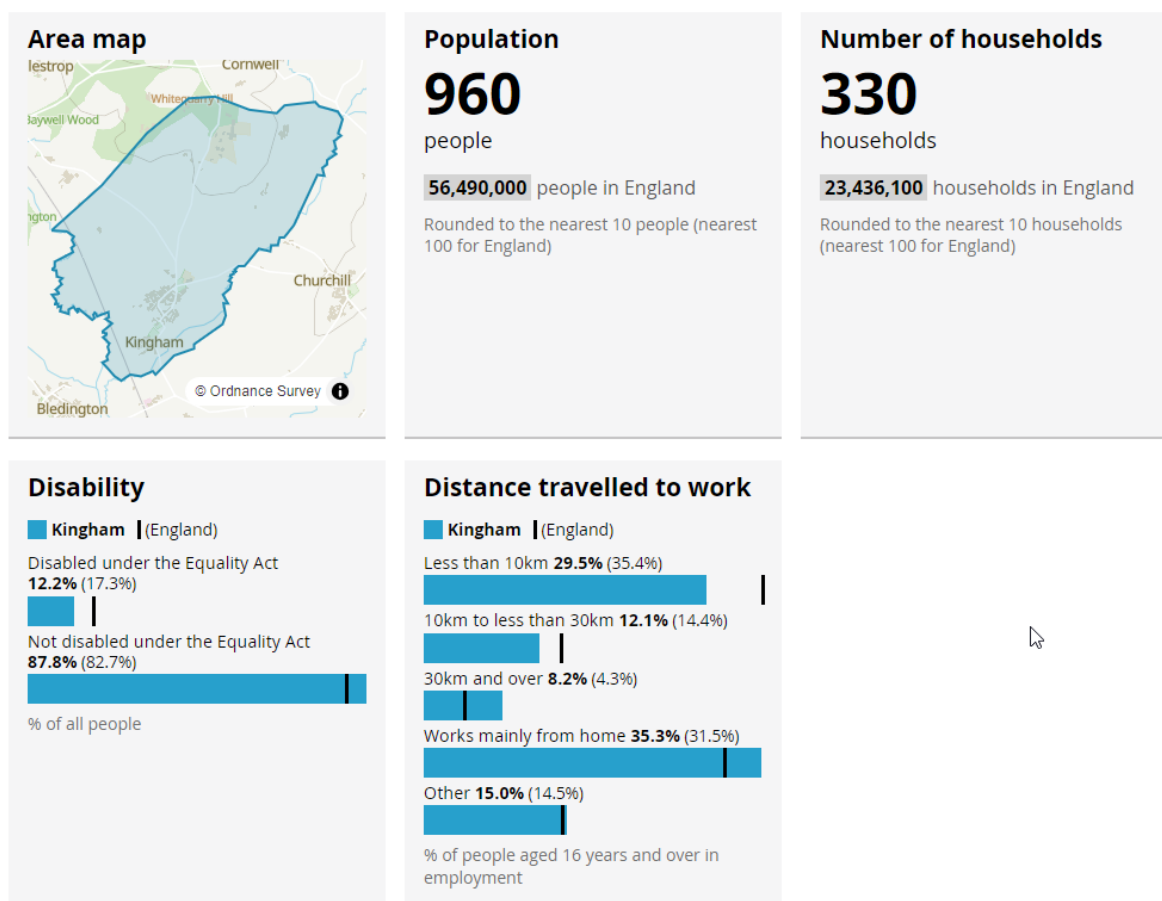 Area map
lestrop
Cornwell
Whitequarry Hill
aywell Wood
ngton
Churchill
Kingham
© Ordnance Survey
Bledington
Population
960
people
56,490,000 people in England
Rounded to the nearest 10 people (nearest
100 for England)
Number of households
330
households
23,436,100 households in England
Rounded to the nearest 10 households
(nearest 100 for England)
Disability
Kingham (England)
Disabled under the Equality Act
12.2% (17.3%)
Not disabled under the Equality Act
87.8% (82.7%)
% of all people
Distance travelled to work
Kingham (England)
Less than 10km 29.5% (35.4%)
10km to less than 30km 12.1% (14.4%)
30km and over 8.2% (4.3%)
Works mainly from home 35.3% (31.5%)
Other 15.0% (14.5%)
% of people aged 16 years and over in
employment